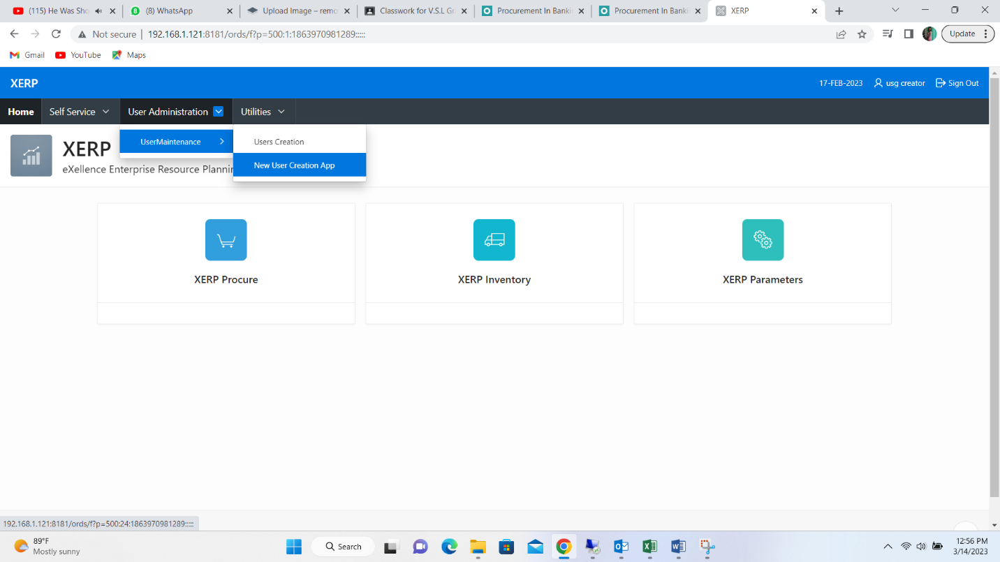 (115) He Was Sho
(8) WhatsApp
Upload Image – remo
Classwork for V.S.L Gr
Procurement In Bankin
Procurement In Banki
XERP
Not secure | 192.168.1.121:8181/ords/f?p=500:1:1863970981289:::::
Update
Gmail YouTube Maps
XERP
17-FEB-2023 usg creator Sign Out
Home Self Service User Administration Utilities
UserMaintenance
Users Creation
New User Creation App
XERP
eXellence Enterprise Resource Plannin
XERP Procure
XERP Inventory
XERP Parameters
192.168.1.121:8181/ords/f?p=500:24:1863970981289:::::
89°F
Mostly sunny
Search
12:56 PM
3/14/2023